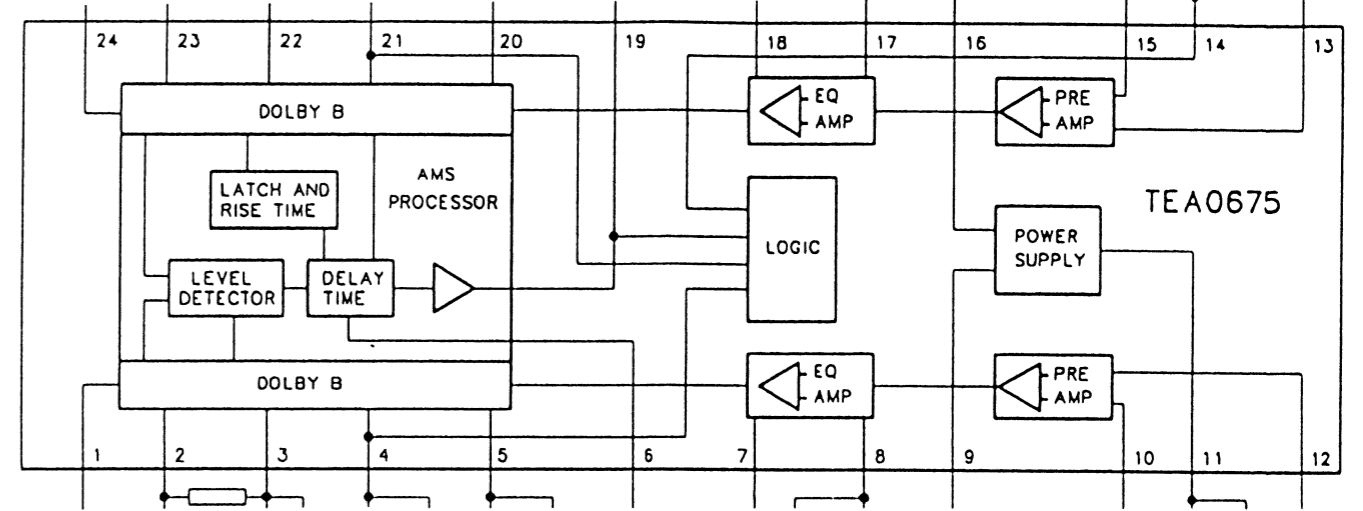 24 23 22 21 20 19 18 17 16 15 14 13
DOLBY B
EQ
AMP
PRE
AMP
LATCH AND
RISE TIME
AMS
PROCESSOR
TEA0675
LOGIC
POWER
SUPPLY
LEVEL
DETECTOR
DELAY
TIME
DOLBY B
EQ
AMP
PRE
AMP
1 2 3 4 5 6 7 8 9 10 11 12